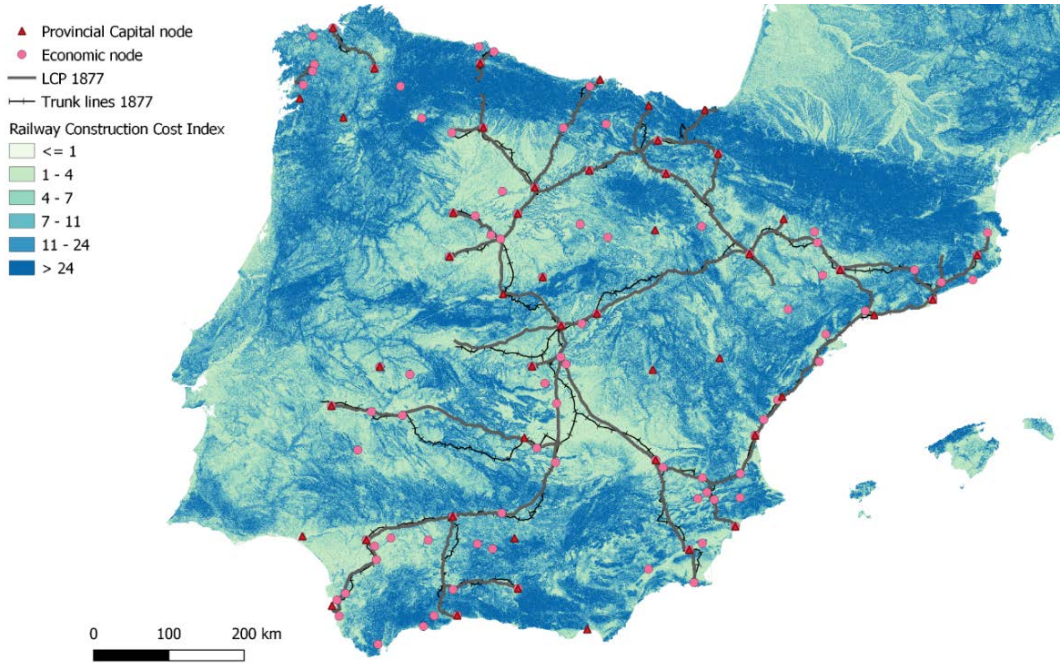 Provincial Capital node
Economic node
LCP 1877
Trunk lines 1877
Railway Construction Cost Index
<= 1
1 - 4
4 - 7
7 - 11
11 - 24
> 24
0 100 200 km